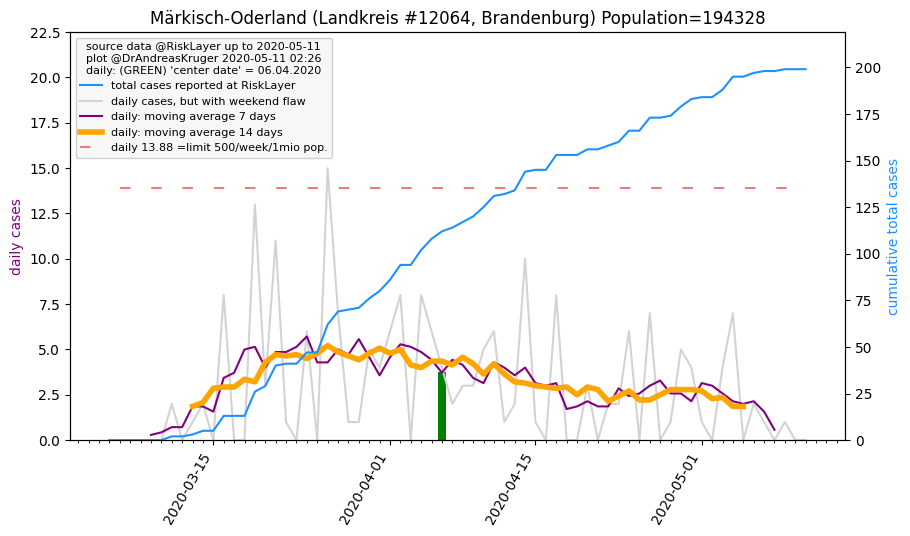 Märkisch-Oderland (Landkreis #12064, Brandenburg) Population=194328
source data @RiskLayer up to 2020-05-11
plot @DrAndreasKruger 2020-05-11 02:26
daily: (GREEN) 'center date' = 06.04.2020
total cases reported at RiskLayer
daily cases, but with weekend flaw
daily: moving average 7 days
daily: moving average 14 days
daily 13.88 =limit 500/week/1mio pop.
daily cases
22.5
20.0
17.5
15.0
12.5
10.0
7.5
5.0
2.5
0.0
200
175
150
125
100
75
50
25
0
cumulative total cases
2020-03-15
2020-04-01
2020-04-15
2020-05-01